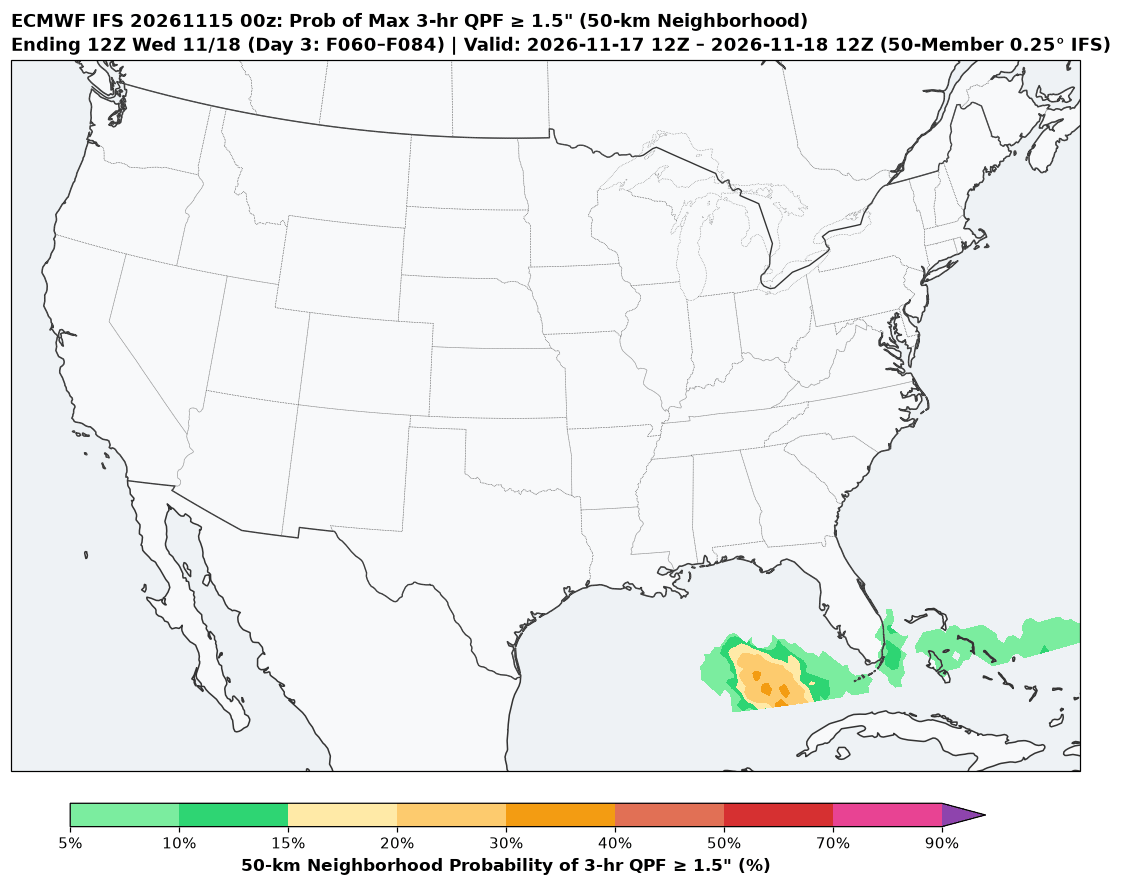 ECMWF IFS 20261115 00z: Prob of Max 3-hr QPF ≥ 1.5" (50-km Neighborhood)
Ending 12Z Wed 11/18 (Day 3: F060–F084) | Valid: 2026-11-17 12Z – 2026-11-18 12Z (50-Member 0.25° IFS)
5% 10% 15% 20% 30% 40% 50% 70% 90%
50-km Neighborhood Probability of 3-hr QPF ≥ 1.5" (%)